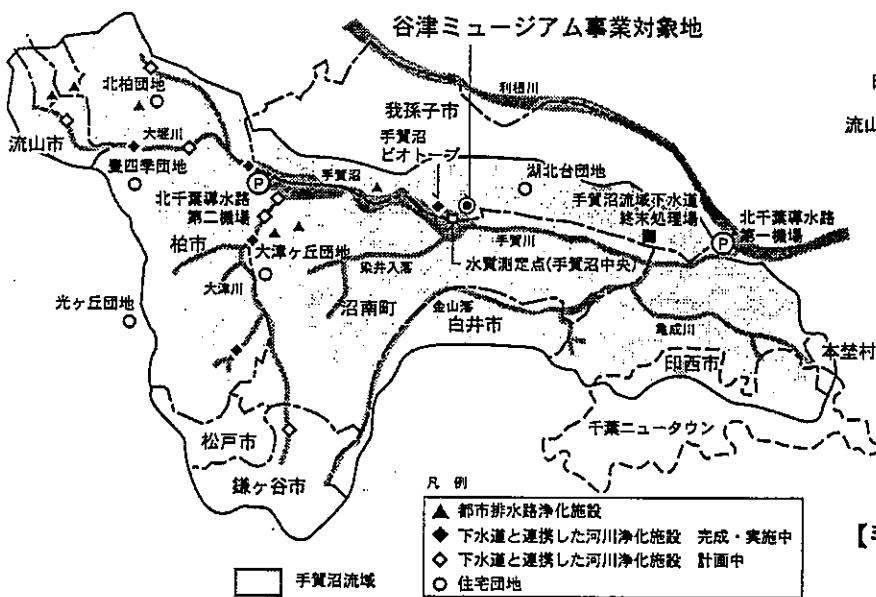 谷津ミュージアム事業対象地
北柏団地
利根川
我孫子市
流山市
大堀川
手賀沼
ビオトープ
豊四季団地
手賀沼
湖北台団地
手賀沼流域下水道
終末処理場
北千葉導水路
第二機場
北千葉導水路
第一機場
P
P
手賀川
柏市
大津ヶ丘団地
染井入落
水質測定点(手賀沼中央)
大津川
光ヶ丘団地
沼南町
金山落
白井市
亀成川
本埜村
印西市
松戸市
千葉ニュータウン
鎌ヶ谷市
凡 例
▲ 都市排水路浄化施設
◆ 下水道と連携した河川浄化施設 完成・実施中
◇ 下水道と連携した河川浄化施設 計画中
○ 住宅団地
手賀沼流域
流山
【